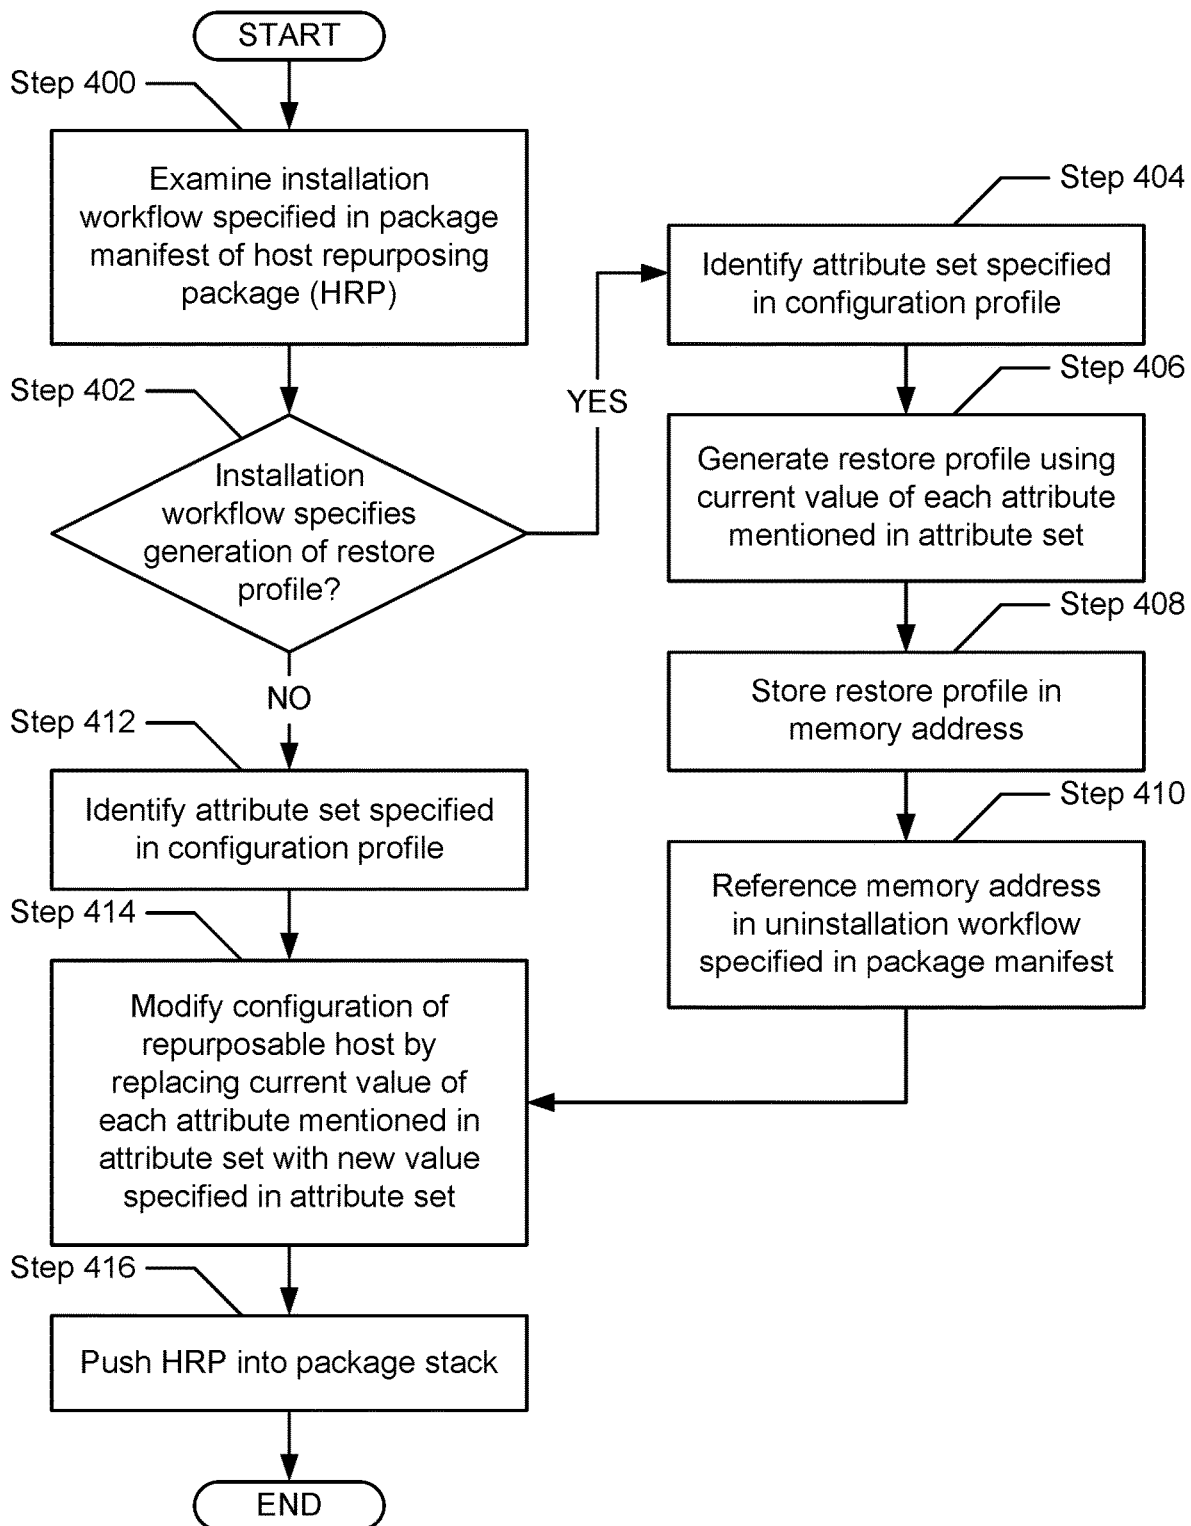 START
Step 400
Examine installation
workflow specified in package
manifest of host repurposing
package (HRP)
Step 402
Installation
workflow specifies
generation of restore
profile?
YES
NO
Step 404
Identify attribute set specified
in configuration profile
Step 406
Generate restore profile using
current value of each attribute
mentioned in attribute set
Step 408
Store restore profile in
memory address
Step 410
Reference memory address
in uninstallation workflow
specified in package manifest
Step 412
Identify attribute set specified
in configuration profile
Step 414
Modify configuration of
repurposable host by
replacing current value of
each attribute mentioned in
attribute set with new value
specified in attribute set
Step 416
Push HRP into package stack
END